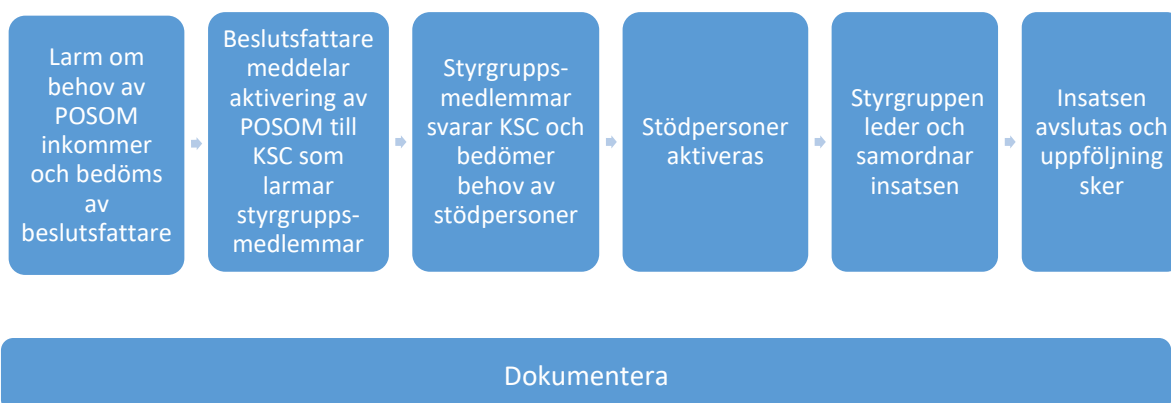 Larm om
behov av
POSOM
inkommer
och bedöms
av
beslutsfattare
Beslutsfattare
meddelar
aktivering av
POSOM till
KSC som
larmar
styrgrupps-
medlemmar
Styrgrupps-
medlemmar
svarar KSC och
bedömer
behov av
stödpersoner
Stödpersoner
aktiveras
Styrgruppen
leder och
samordnar
insatsen
Insatsen
avslutas och
uppföljning
sker
Dokumentera